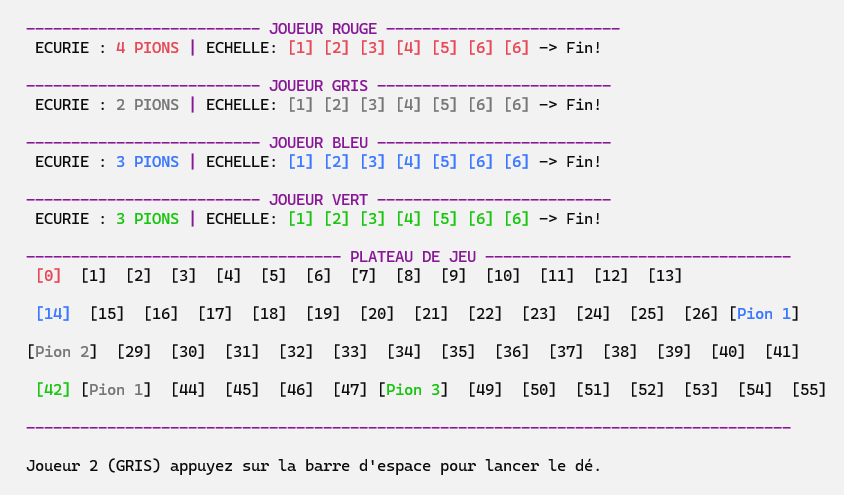 -------------------------- JOUEUR ROUGE --------------------------
ECURIE : 4 PIONS | ECHELLE: [1] [2] [3] [4] [5] [6] [6] -> Fin!
-------------------------- JOUEUR GRIS --------------------------
ECURIE : 2 PIONS | ECHELLE: [1] [2] [3] [4] [5] [6] [6] -> Fin!
-------------------------- JOUEUR BLEU --------------------------
ECURIE : 3 PIONS | ECHELLE: [1] [2] [3] [4] [5] [6] [6] -> Fin!
-------------------------- JOUEUR VERT --------------------------
ECURIE : 3 PIONS | ECHELLE: [1] [2] [3] [4] [5] [6] [6] -> Fin!
----------------------------------- PLATEAU DE JEU ----------------------------------
[0] [1] [2] [3] [4] [5] [6] [7] [8] [9] [10] [11] [12] [13]
[14] [15] [16] [17] [18] [19] [20] [21] [22] [23] [24] [25] [26] [Pion 1]
[Pion 2] [29] [30] [31] [32] [33] [34] [35] [36] [37] [38] [39] [40] [41]
[42] [Pion 1] [44] [45] [46] [47] [Pion 3] [49] [50] [51] [52] [53] [54] [55]
-------------------------------------------------------------------------------------
Joueur 2 (GRIS) appuyez sur la barre d'espace pour lancer le dé.